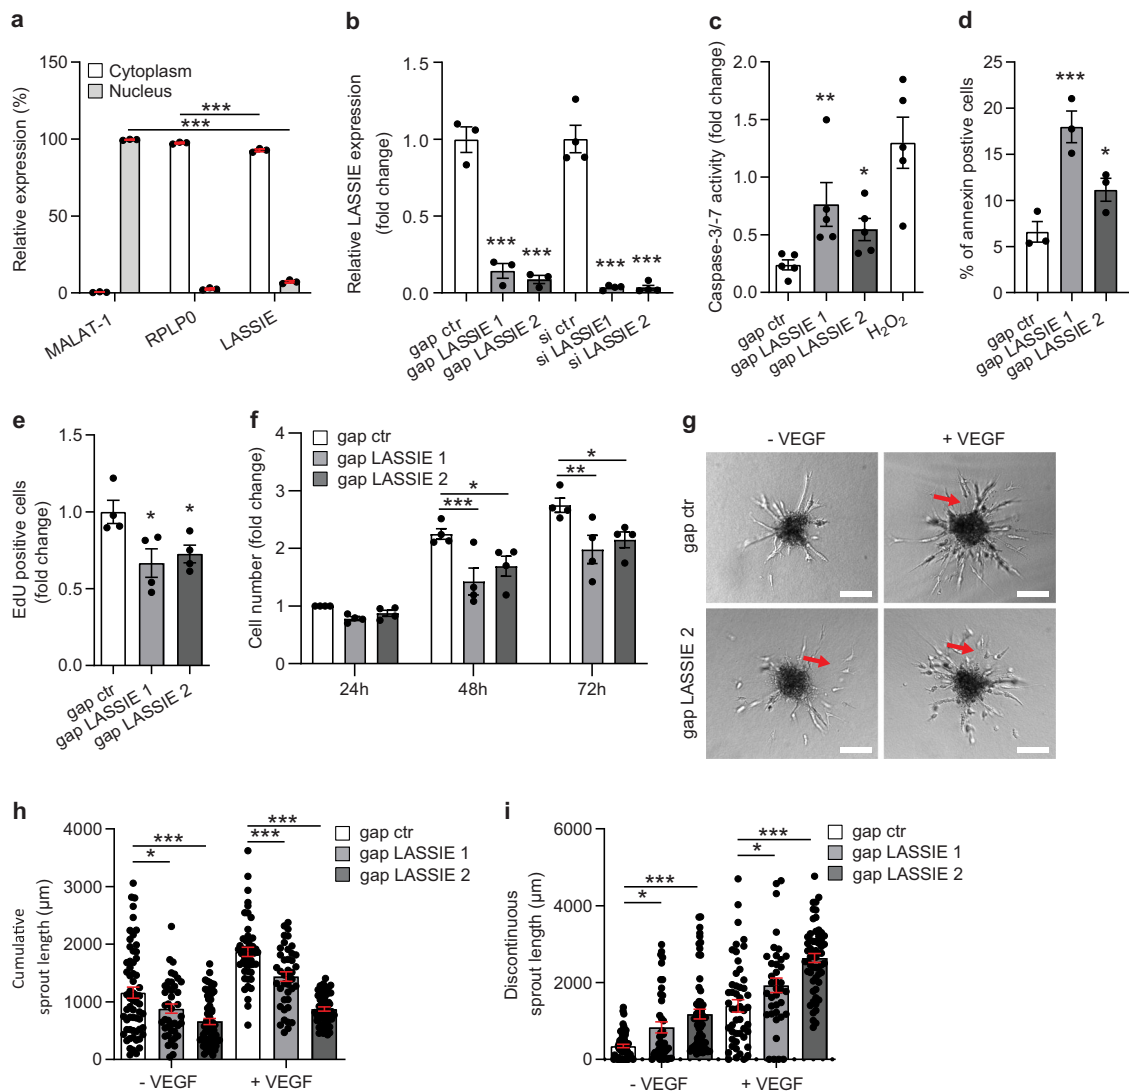 a
Relative expression (%)
150
100
50
0
Cytoplasm
Nucleus
***
***
MALAT-1
RPLP0
LASSIE
b
Relative LASSIE expression
(fold change)
1.5
1.0
0.5
0.0
***
***
***
***
gap ctr
gap LASSIE 1
gap LASSIE 2
si ctr
si LASSIE1
si LASSIE 2
c
Caspase-3/-7 activity (fold change)
2.0
1.5
1.0
0.5
0.0
**
*
gap ctr
gap LASSIE 1
gap LASSIE 2
H₂O₂
d
% of annexin postive cells
25
20
15
10
5
0
***
*
gap ctr
gap LASSIE 1
gap LASSIE 2
e
EdU positive cells
(fold change)
1.5
1.0
0.5
0.0
*
*
gap ctr
gap LASSIE 1
gap LASSIE 2
f
Cell number (fold change)
4
3
2
1
0
gap ctr
gap LASSIE 1
gap LASSIE 2
*
***
*
**
24h
48h
72h
g
- VEGF
+ VEGF
gap ctr
gap LASSIE 2
h
Cumulative
sprout length (µm)
4000
3000
2000
1000
0
***
*
***
***
gap ctr
gap LASSIE 1
gap LASSIE 2
- VEGF
+ VEGF
i
Discontinuous
sprout length (µm)
6000
4000
2000
0
***
*
***
*
gap ctr
gap LASSIE 1
gap LASSIE 2
- VEGF
+ VEGF